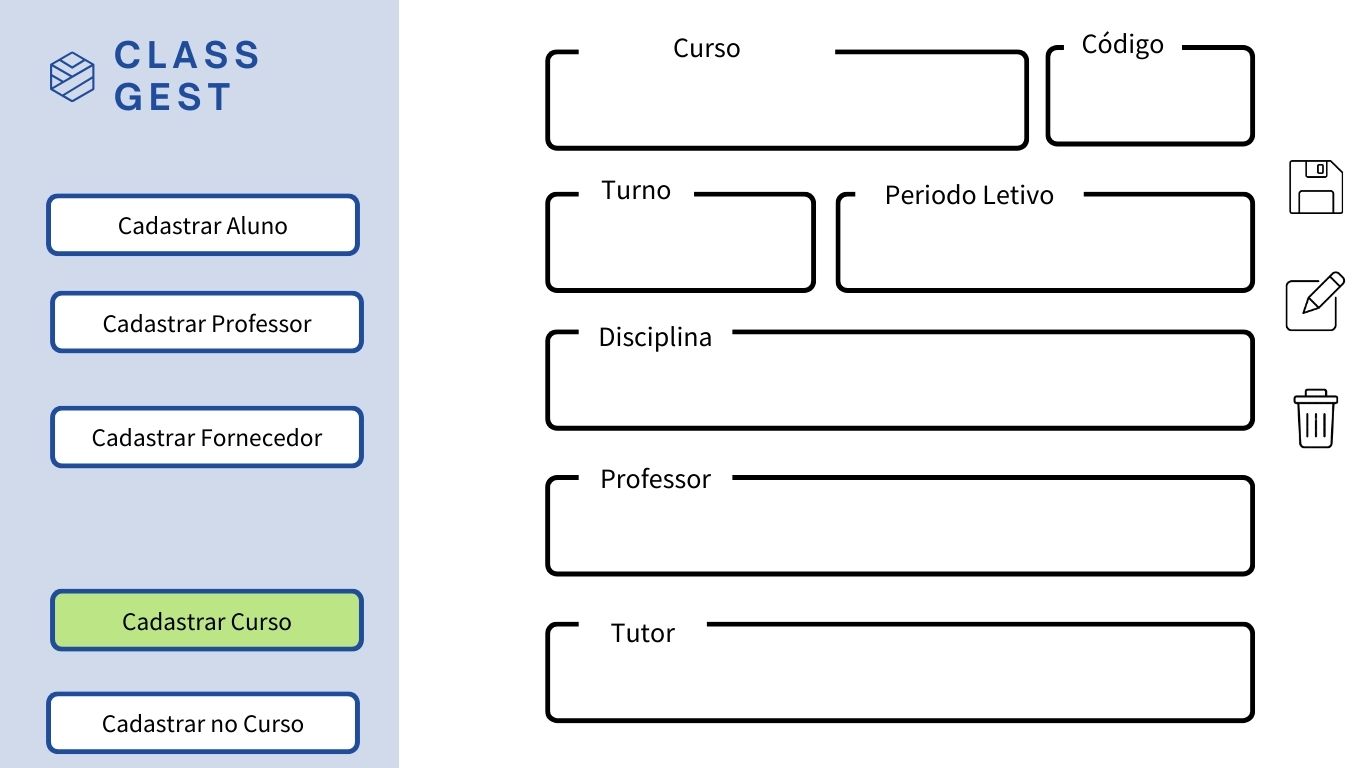 CLASS
GEST
Cadastrar Aluno
Cadastrar Professor
Cadastrar Fornecedor
Cadastrar Curso
Cadastrar no Curso
Curso
Código
Turno
Periodo Letivo
Disciplina
Professor
Tutor